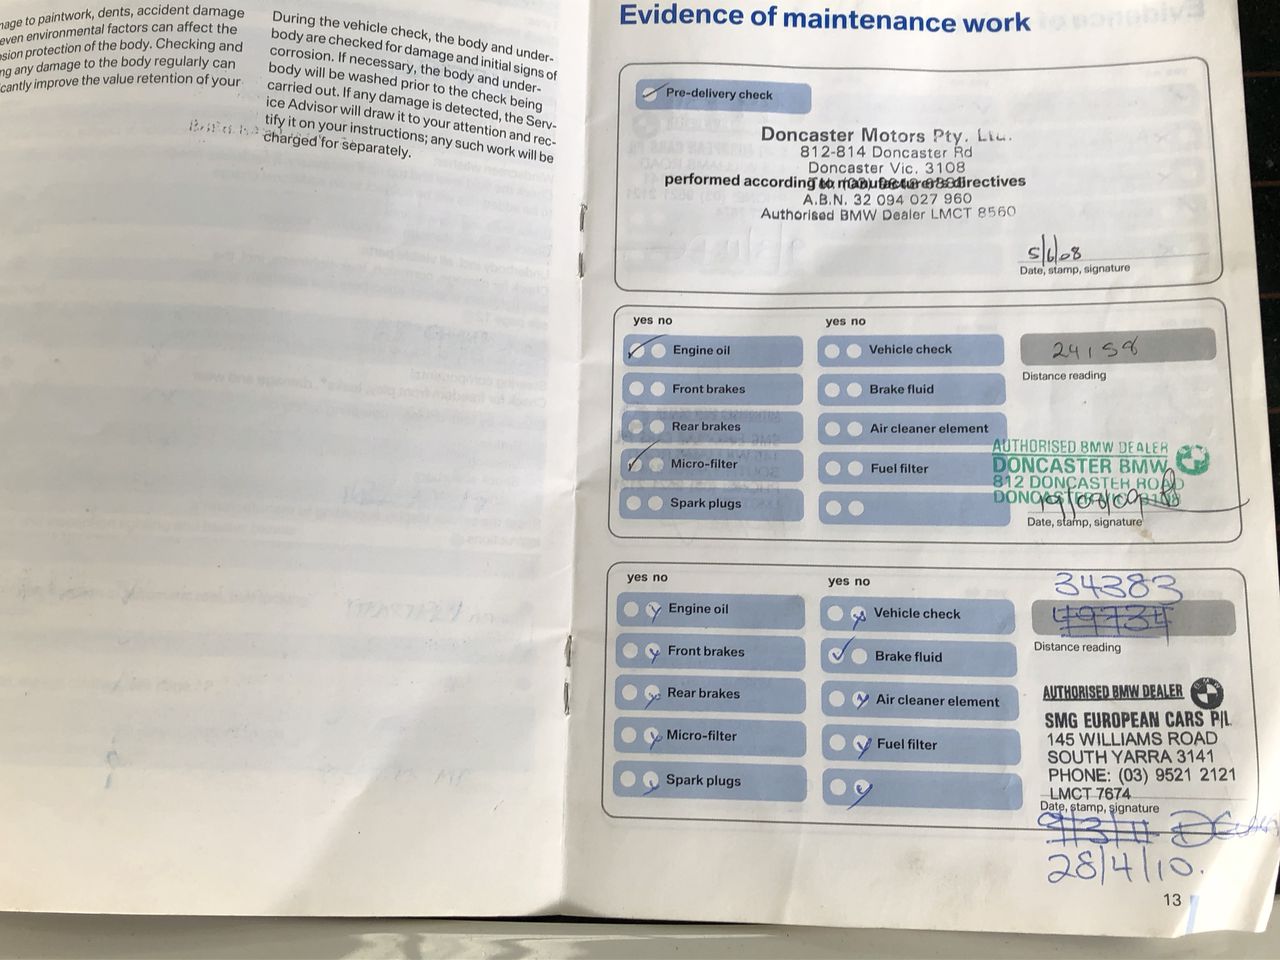 nage to paintwork, dents, accident damage
even environmental factors can affect the
sion protection of the body. Checking and
ng any damage to the body regularly can
cantly improve the value retention of your
During the vehicle check, the body and under-
body are checked for damage and initial signs of
corrosion. If necessary, the body and under-
body will be washed prior to the check being
carried out. If any damage is detected, the Serv-
ice Advisor will draw it to your attention and rec-
tify it on your instructions; any such work will be
charged for separately.
Evidence of maintenance work
Pre-delivery check
Doncaster Motors Pty. Ltd.
812-814 Doncaster Rd
Doncaster Vic. 3108
performed according to manufacturer's directives
A.B.N. 32 094 027 960
Authorised BMW Dealer LMCT 8560
5/6/08
Date, stamp, signature
yes no yes no
Engine oil Vehicle check 24158
Distance reading
Front brakes Brake fluid
Rear brakes Air cleaner element
AUTHORISED BMW DEALER
Micro-filter Fuel filter DONCASTER BMW
812 DONCASTER ROAD
Spark plugs DONCASTER 3108
Date, stamp, signature
yes no yes no 34383
Engine oil Vehicle check 49734
Distance reading
Front brakes Brake fluid
Rear brakes Air cleaner element AUTHORISED BMW DEALER BMW
SMG EUROPEAN CARS P/L
Micro-filter Fuel filter 145 WILLIAMS ROAD
SOUTH YARRA 3141
Spark plugs PHONE: (03) 9521 2121
LMCT 7674
Date, stamp, signature
9/3/11
28/4/10.
13